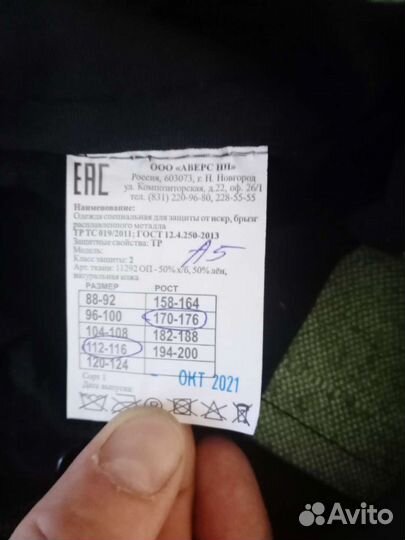 EAC
ООО «АВЕРС НН»
Россия, 603073, г. Н. Новгород
ул. Композиторская, д.22, оф. 26/1
тел. (831) 220-96-80, 228-55-55
Наименование:
Одежда специальная для защиты от искр, брызг
расплавленного металла
ТР ТС 019/2011; ГОСТ 12.4.250-2013
Защитные свойства: ТР
Модель:
А5
Класс защиты: 2
Арт. ткани: 11292 ОП - 50% х/б, 50% лён,
натуральная кожа
РАЗМЕР РОСТ
88-92 158-164
96-100 170-176
104-108 182-188
112-116 194-200
120-124
Сорт 1
Дата выпуска:
- ОКТ 2021
Avito